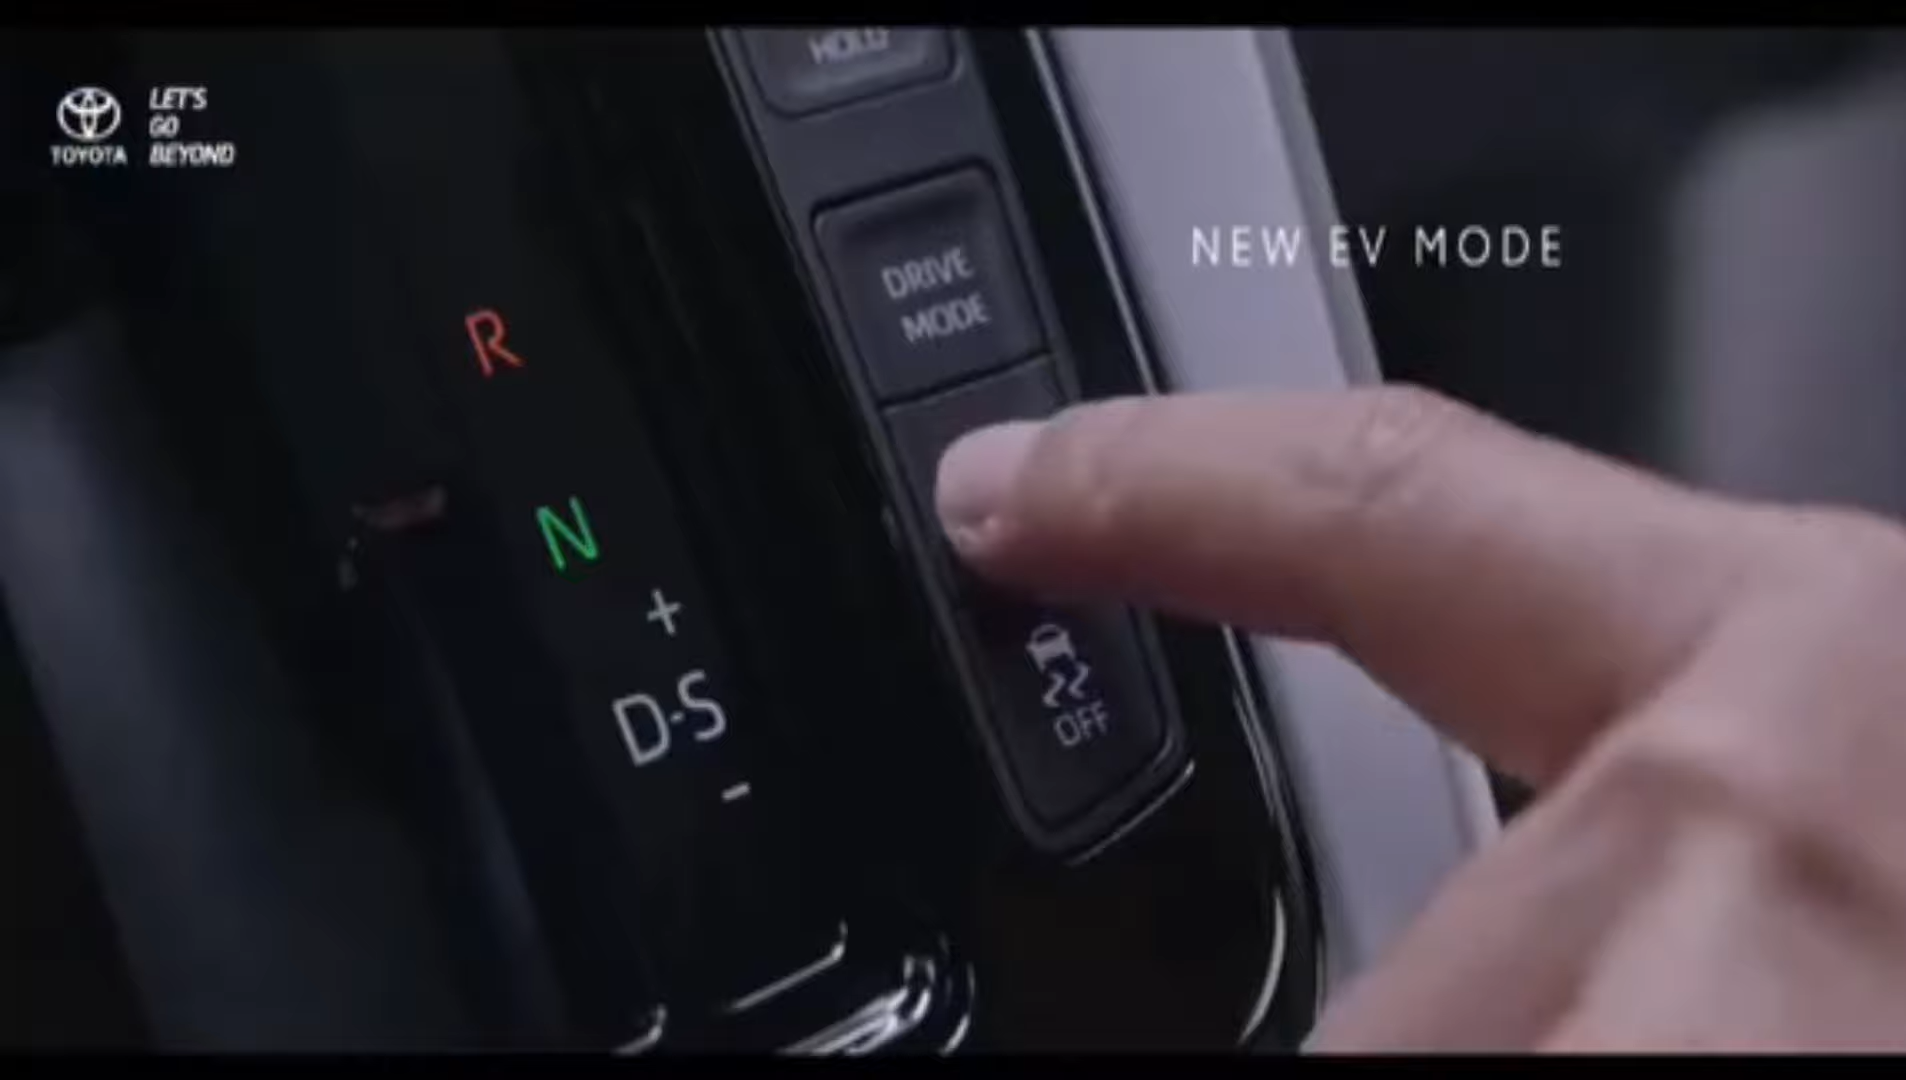 TOYOTA
LET'S
GO
BEYOND
HOLD
DRIVE
MODE
NEW EV MODE
R
N
+
D-S
-
OFF